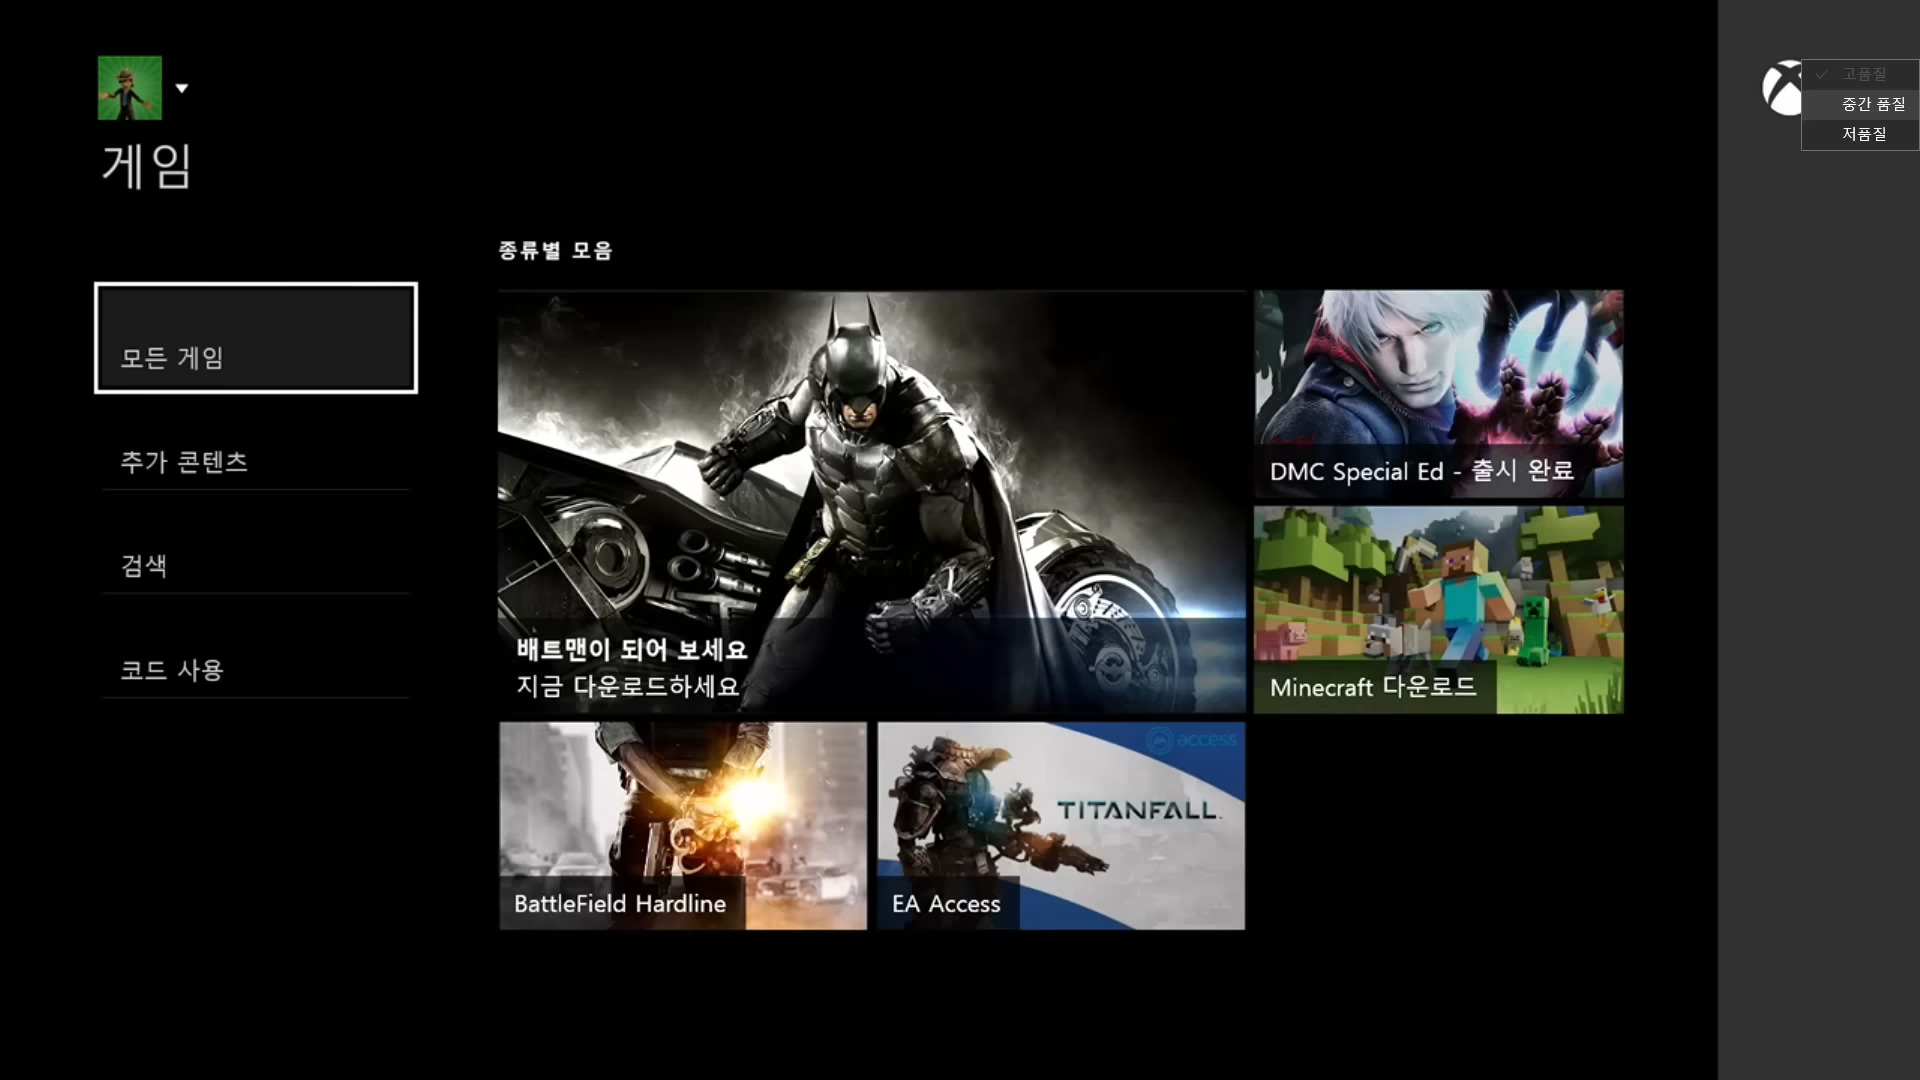 고품질
중간 품질
저품질
게임
종류별 모음
모든 게임
추가 콘텐츠
검색
코드 사용
배트맨이 되어 보세요
지금 다운로드하세요
DMC Special Ed - 출시 완료
Minecraft 다운로드
BattleField Hardline
EA access
TITANFALL
EA Access